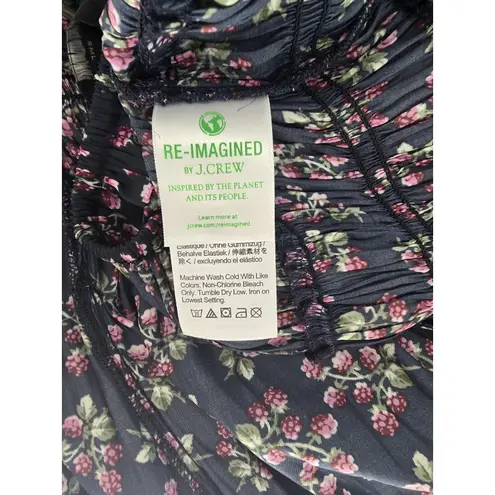 RE-IMAGINED
BY J.CREW
INSPIRED BY THE PLANET
AND ITS PEOPLE.
Learn more at
jcrew.com/reimagined
Elastique / Ohne Gummizug /
Behalve Elastiek / 伸縮素材を
除く / excluyendo el elástico
Machine Wash Cold With Like
Colors. Non-Chlorine Bleach
Only. Tumble Dry Low. Iron on
Lowest Setting.